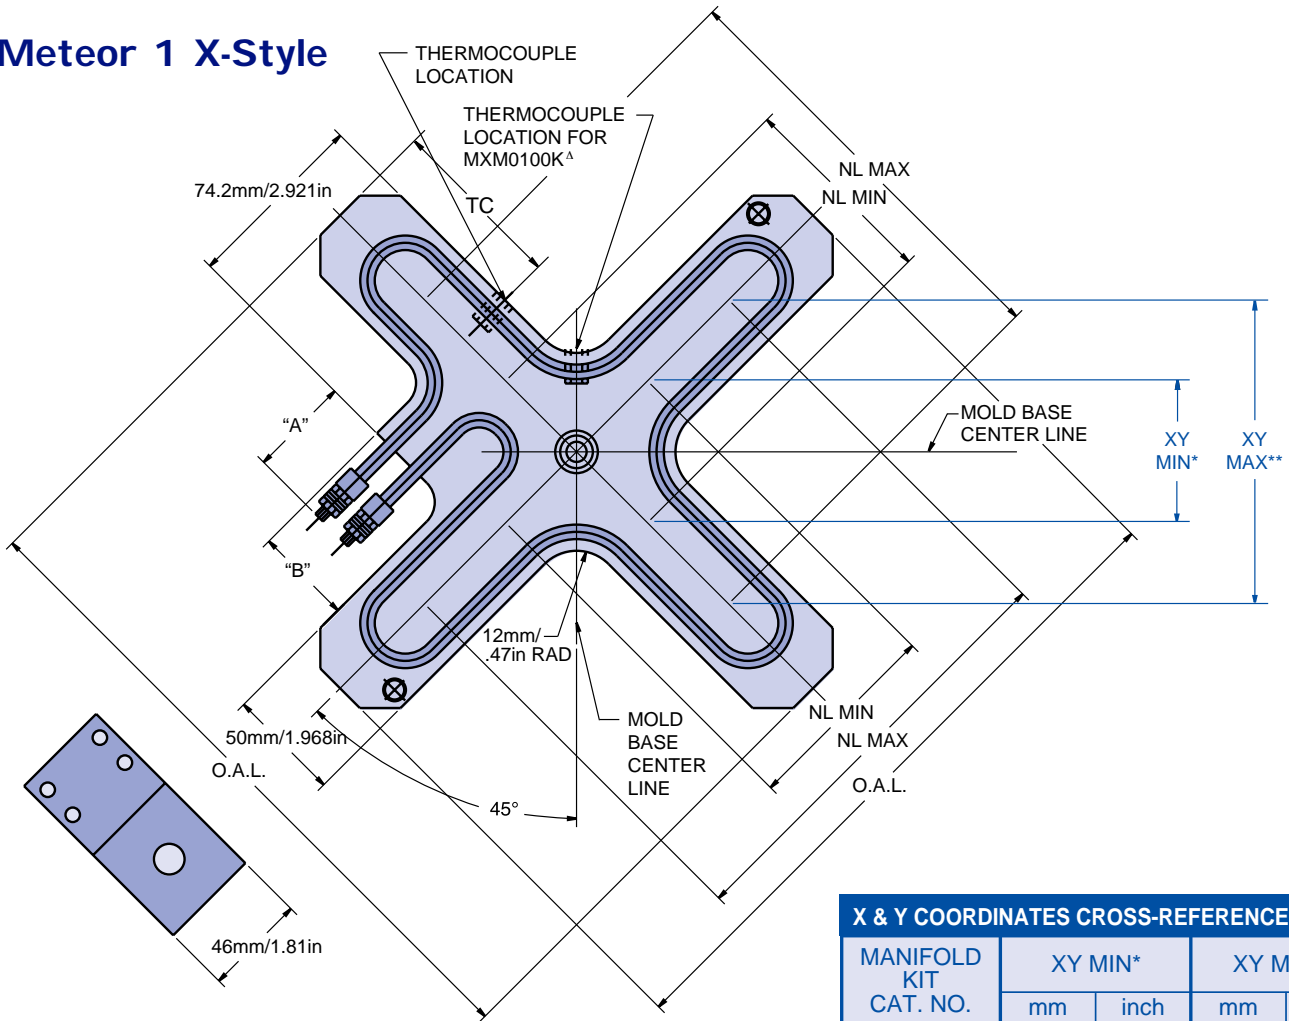 Meteor 1 X-Style
THERMOCOUPLE
LOCATION
THERMOCOUPLE
LOCATION FOR
MXM0100K Δ
NL MAX
NL MIN
74.2mm/2.921in
TC
MOLD BASE
CENTER LINE
XY
MIN*
XY
MAX**
“A”
“B”
12mm/
.47in RAD
50mm/1.968in
O.A.L.
MOLD
BASE
CENTER
LINE
NL MIN
NL MAX
O.A.L.
45°
46mm/1.81in
X & Y COORDINATES CROSS-REFERENCE
MANIFOLD
KIT
CAT. NO.
XY MIN*
XY M
mm
inch
mm